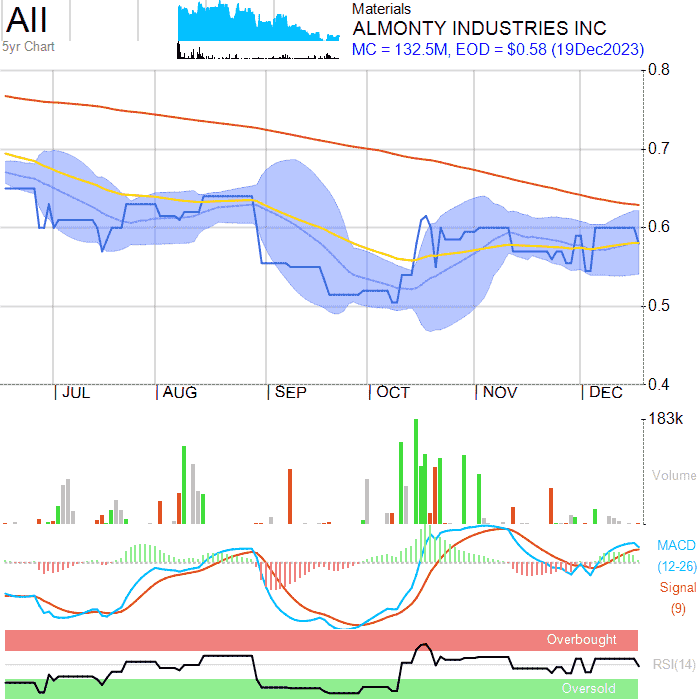 AII
5yr Chart
Materials
ALMONTY INDUSTRIES INC
MC = 132.5M, EOD = $0.58 (19Dec2023)
0.8
0.7
0.6
0.5
0.4
JUL
AUG
SEP
OCT
NOV
DEC
183k
Volume
MACD
(12-26)
Signal
(9)
Overbought
RSI(14)
Oversold